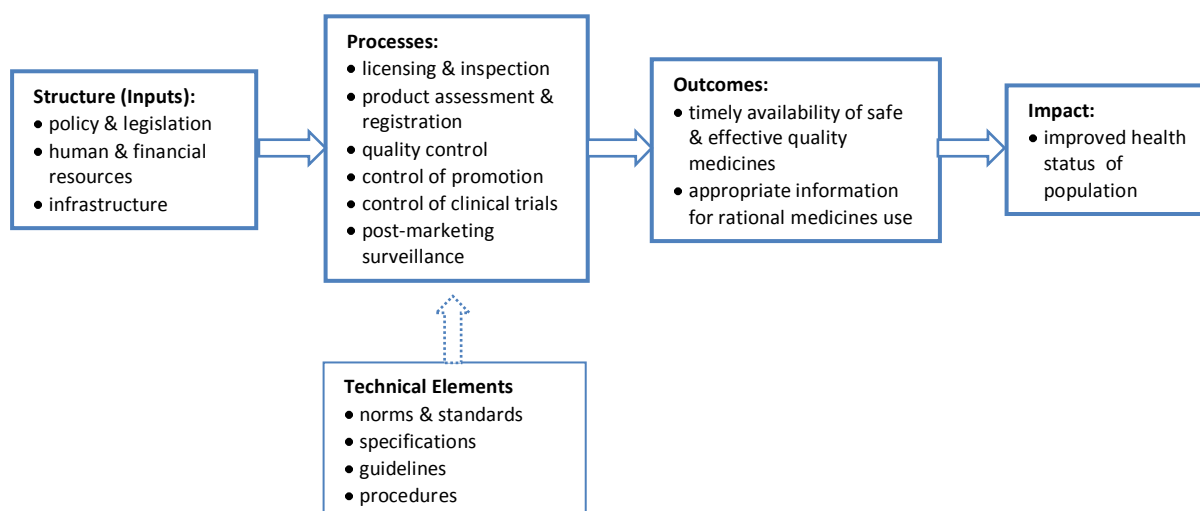 Structure (Inputs):
• policy & legislation
• human & financial
resources
• infrastructure
Processes:
• licensing & inspection
• product assessment &
registration
• quality control
• control of promotion
• control of clinical trials
• post-marketing
surveillance
Outcomes:
• timely availability of safe
& effective quality
medicines
• appropriate information
for rational medicines use
Impact:
• improved health
status of
population
Technical Elements
• norms & standards
• specifications
• guidelines
• procedures